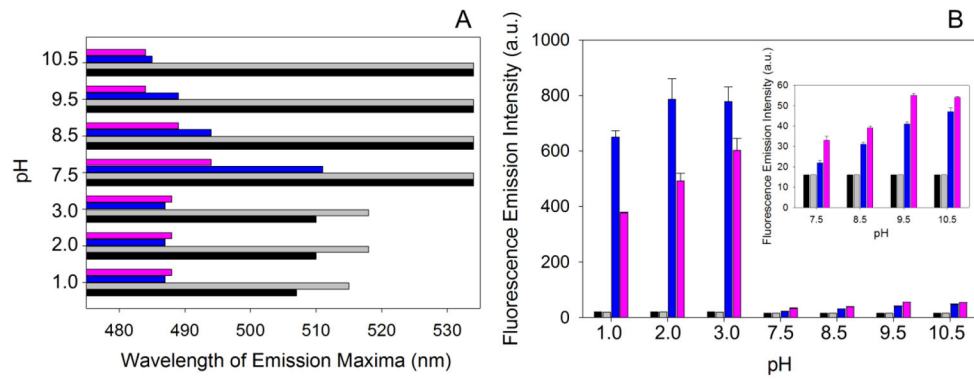 A
10.5
9.5
8.5
7.5
3.0
2.0
1.0
pH
480 490 500 510 520 530
Wavelength of Emission Maxima (nm)
B
1000
800
600
400
200
0
Fluorescence Emission Intensity (a.u.)
1.0 2.0 3.0 7.5 8.5 9.5 10.5
pH
60
50
40
30
20
10
0
Fluorescence Emission Intensity (a.u.)
7.5 8.5 9.5 10.5
pH